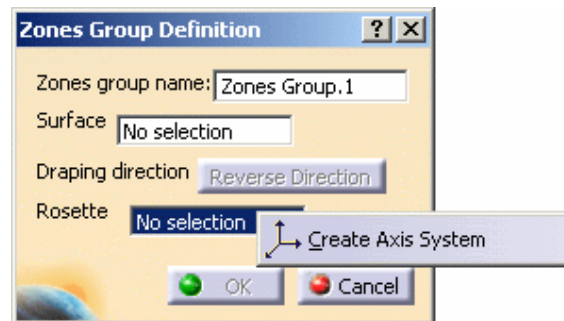 Zones Group Definition ? X
Zones group name: Zones Group.1
Surface No selection
Draping direction Reverse Direction
Rosette No selection
Create Axis System
OK Cancel